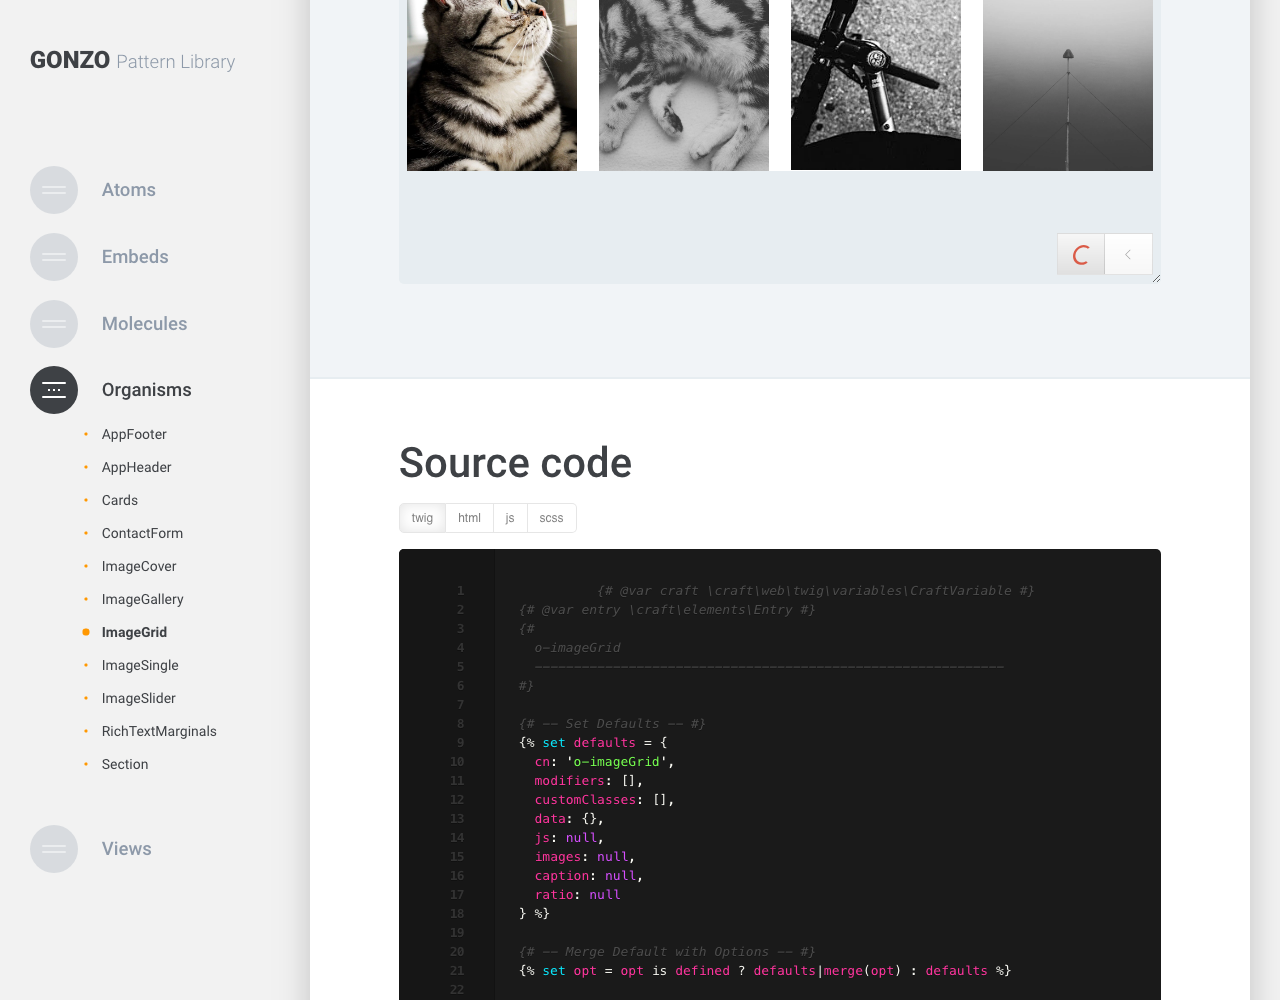 GONZO Pattern Library
Atoms
Embeds
Molecules
Organisms
AppFooter
AppHeader
Cards
ContactForm
ImageCover
ImageGallery
ImageGrid
ImageSingle
ImageSlider
RichTextMarginals
Section
Views
Source code
twig html js scss
1 {# @var craft \craft\web\twig\variables\CraftVariable #}
2 {# @var entry \craft\elements\Entry #}
3 {#
4 o-imageGrid
5 ————————————————————————————————————————————————————————————
6 #}
7
8 {# —— Set Defaults —— #}
9 {% set defaults = {
10 cn: 'o-imageGrid',
11 modifiers: [],
12 customClasses: [],
13 data: {},
14 js: null,
15 images: null,
16 caption: null,
17 ratio: null
18 } %}
19
20 {# —— Merge Default with Options —— #}
21 {% set opt = opt is defined ? defaults|merge(opt) : defaults %}
22